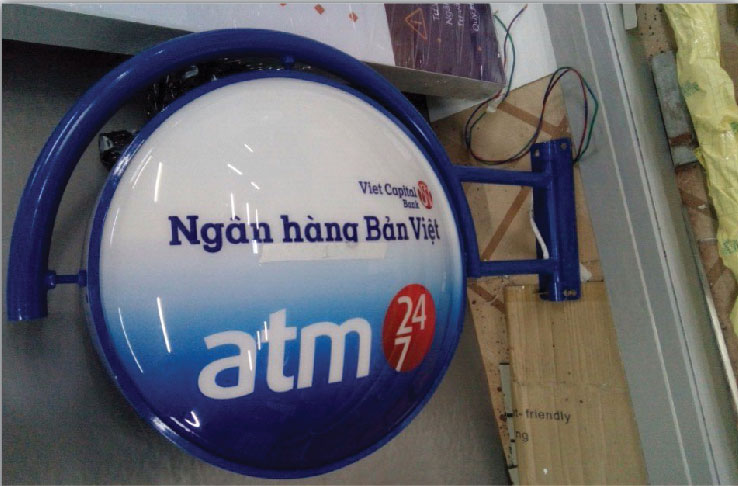 Viet Capital
Bank
Ngân hàng Bản Việt
atm
24
7
friendly